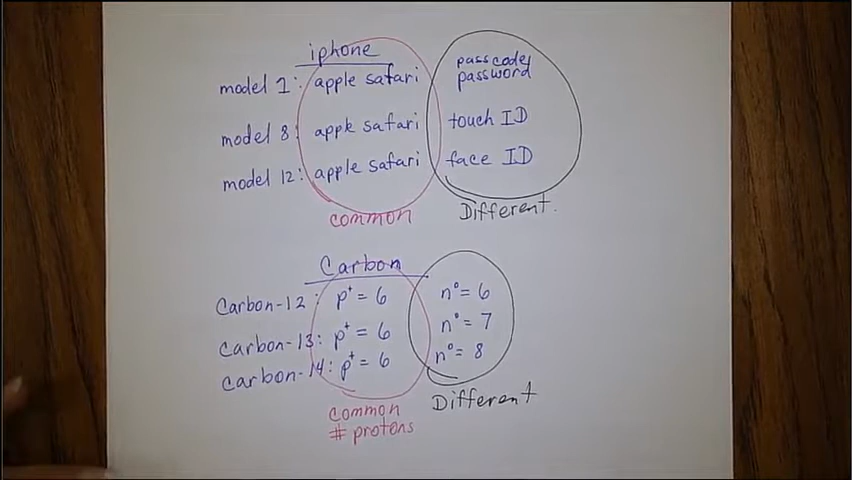 iphone
model 1: apple safari passcode/
password
model 8: apple safari touch ID
model 12: apple safari face ID
common Different.
Carbon
Carbon-12: p⁺ = 6 n° = 6
Carbon-13: p⁺ = 6 n° = 7
Carbon-14: p⁺ = 6 n° = 8
Common Different
# protons